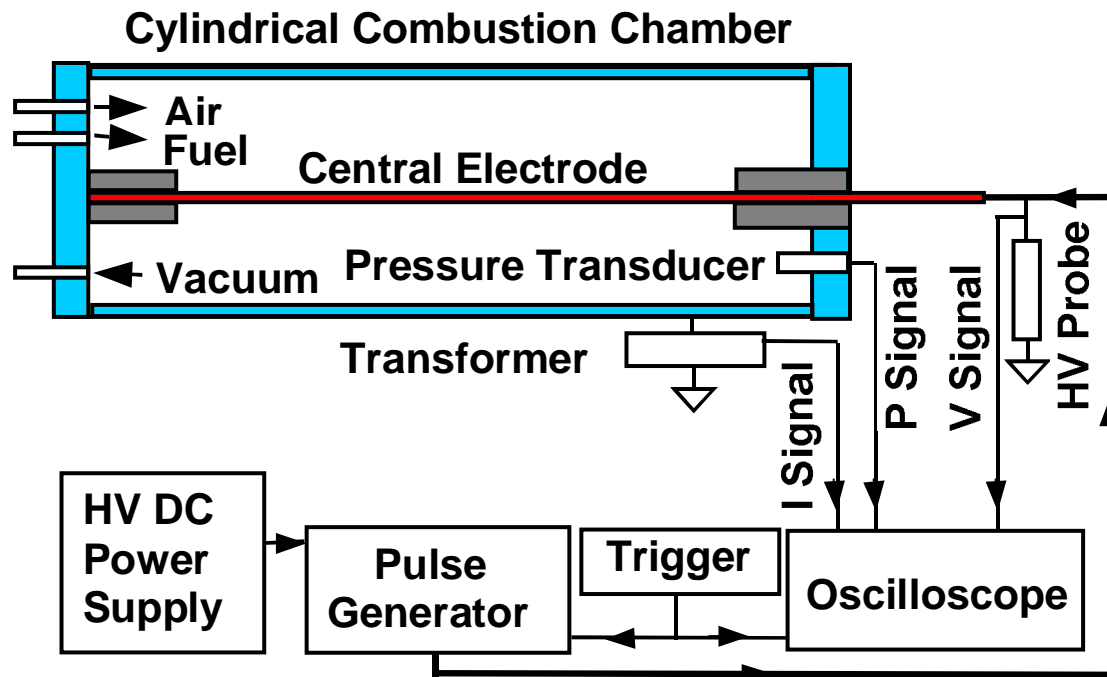 Cylindrical Combustion Chamber
Air
Fuel
Central Electrode
Vacuum
Pressure Transducer
Transformer
I Signal
P Signal
V Signal
HV Probe
HV DC
Power
Supply
Pulse
Generator
Trigger
Oscilloscope